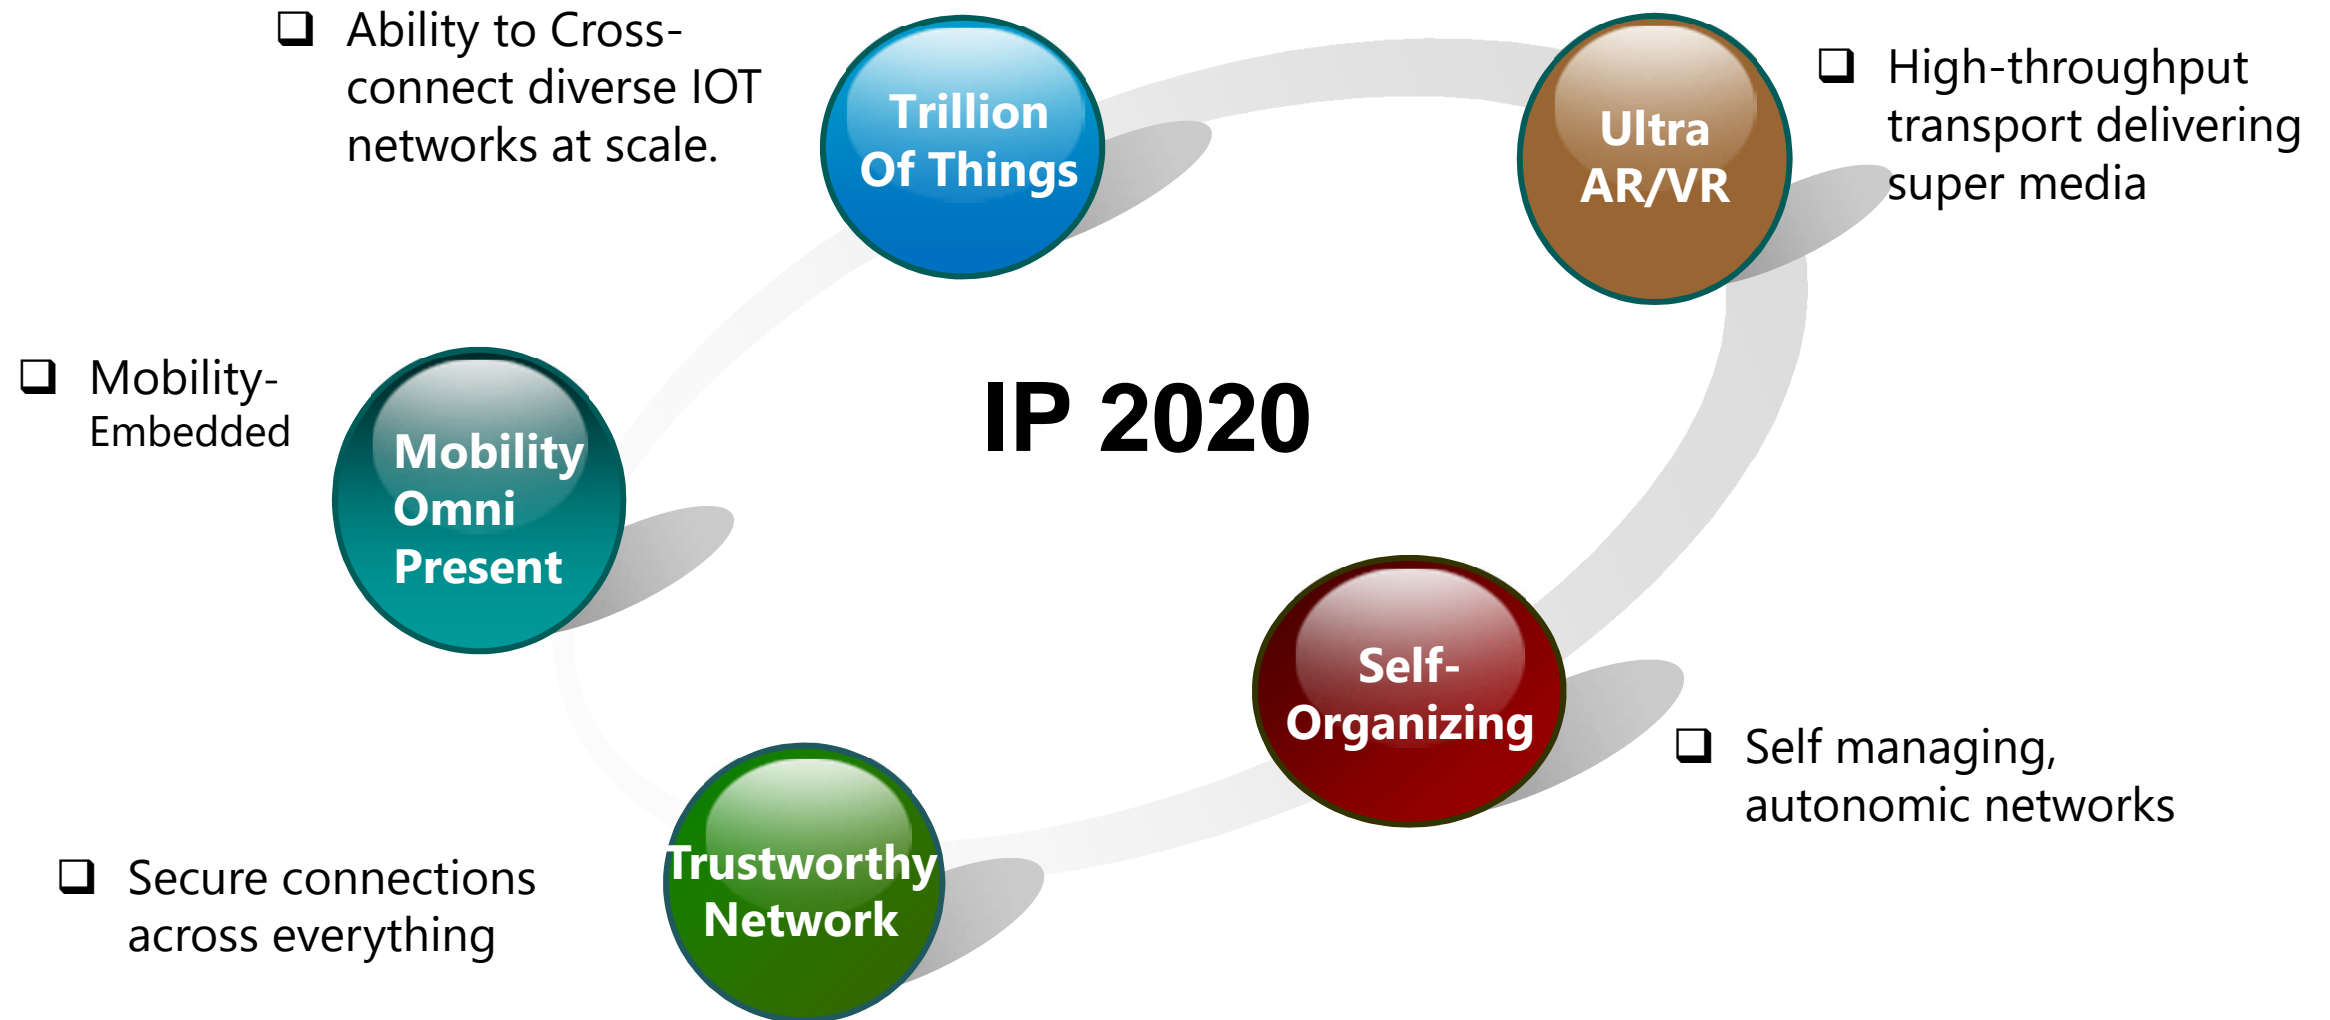 Ability to Cross-
connect diverse IOT
networks at scale.
Trillion
Of Things
Ultra
AR/VR
High-throughput
transport delivering
super media
Mobility-
Embedded
Mobility
Omni
Present
IP 2020
Self-
Organizing
Self managing,
autonomic networks
Trustworthy
Network
Secure connections
across everything